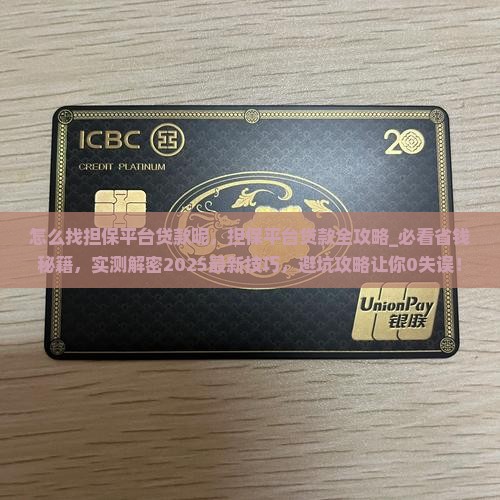 ICBC
20
CREDIT PLATINUM
怎么找担保平台贷款呢,担保平台贷款全攻略_必看省钱
秘籍，实测解密2025最新技巧，避坑攻略让你0失误！
UnionPay
银联